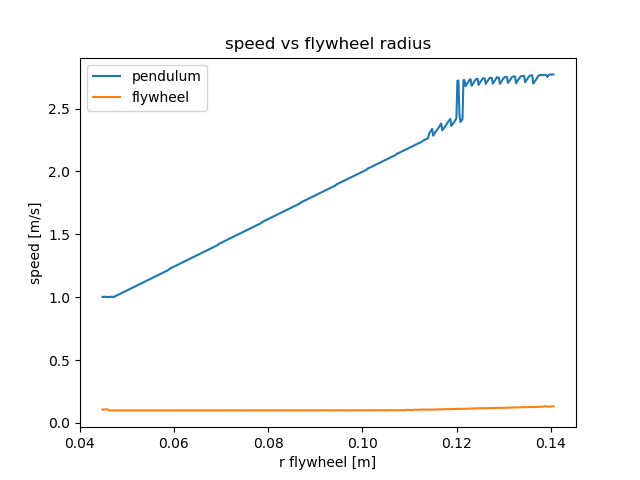 speed vs flywheel radius
pendulum
flywheel
speed [m/s]
2.5
2.0
1.5
1.0
0.5
0.0
0.04 0.06 0.08 0.10 0.12 0.14
r flywheel [m]